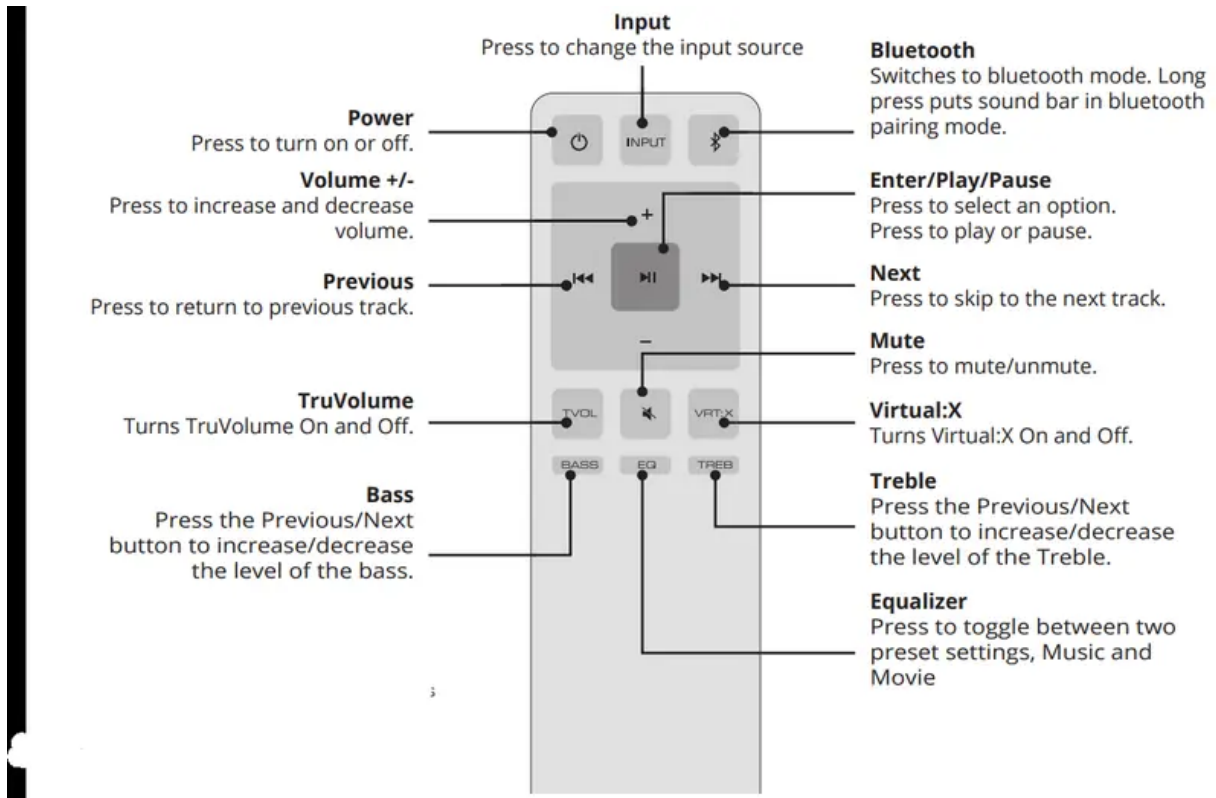 Input
Press to change the input source
Bluetooth
Switches to bluetooth mode. Long
press puts sound bar in bluetooth
pairing mode.
Power
Press to turn on or off.
INPUT
Volume +/-
Press to increase and decrease
volume.
+
Enter/Play/Pause
Press to select an option.
Press to play or pause.
Previous
Press to return to previous track.
Next
Press to skip to the next track.
–
Mute
Press to mute/unmute.
TruVolume
Turns TruVolume On and Off.
TVOL
VRT:X
Virtual:X
Turns Virtual:X On and Off.
BASS
EQ
TREB
Bass
Press the Previous/Next
button to increase/decrease
the level of the bass.
Treble
Press the Previous/Next
button to increase/decrease
the level of the Treble.
Equalizer
Press to toggle between two
preset settings, Music and
Movie